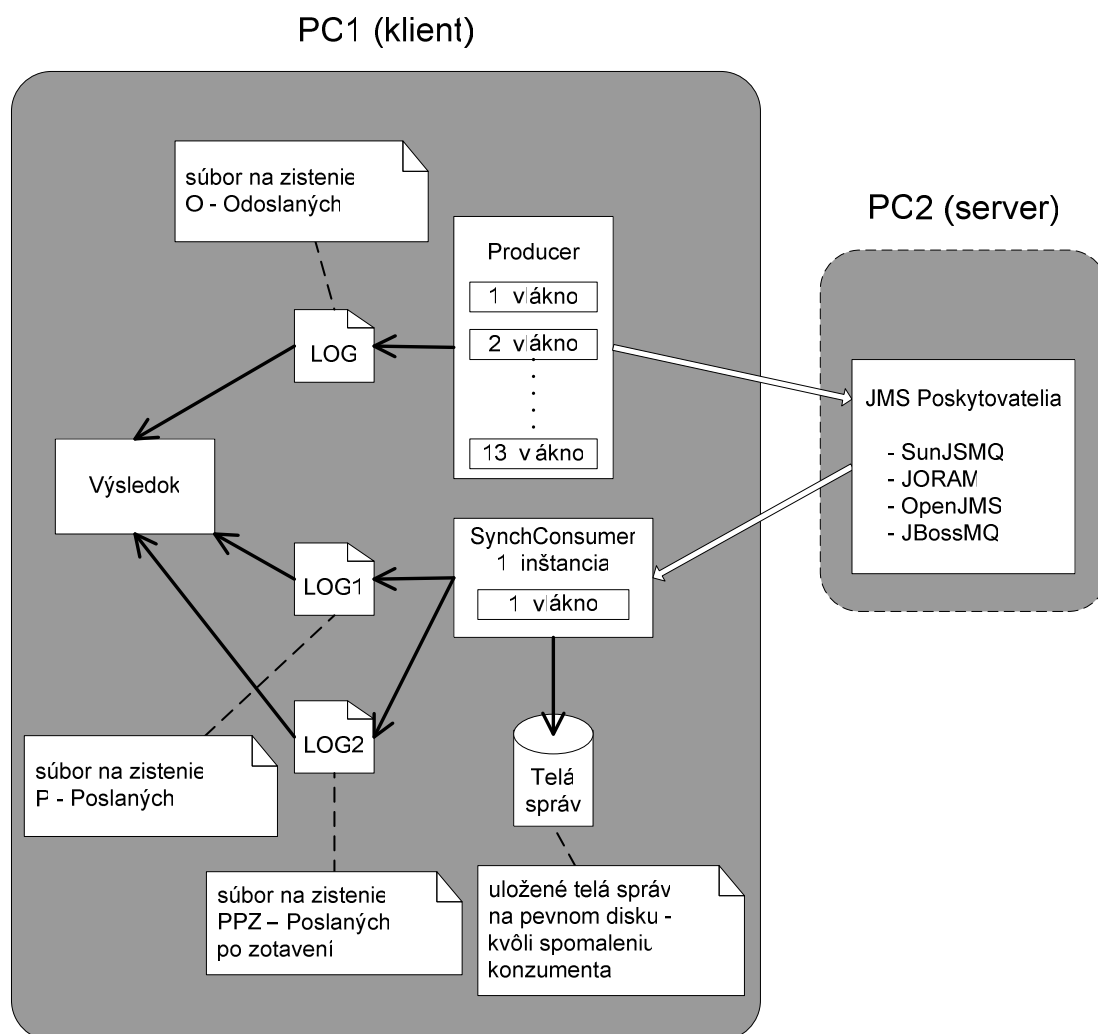 PC1 (klient)
súbor na zistenie
O - Odoslaných
Producer
1 vlákno
2 vlákno
13 vlákno
LOG
Výsledok
SynchConsumer
1 inštancia
1 vlákno
LOG1
LOG2
súbor na zistenie
P - Poslaných
Telá
správ
súbor na zistenie
PPZ – Poslaných
po zotavení
uložené telá správ
na pevnom disku -
kvôli spomaleniu
konzumenta
PC2 (server)
JMS Poskytovatelia
- SunJSMQ
- JORAM
- OpenJMS
- JBossMQ